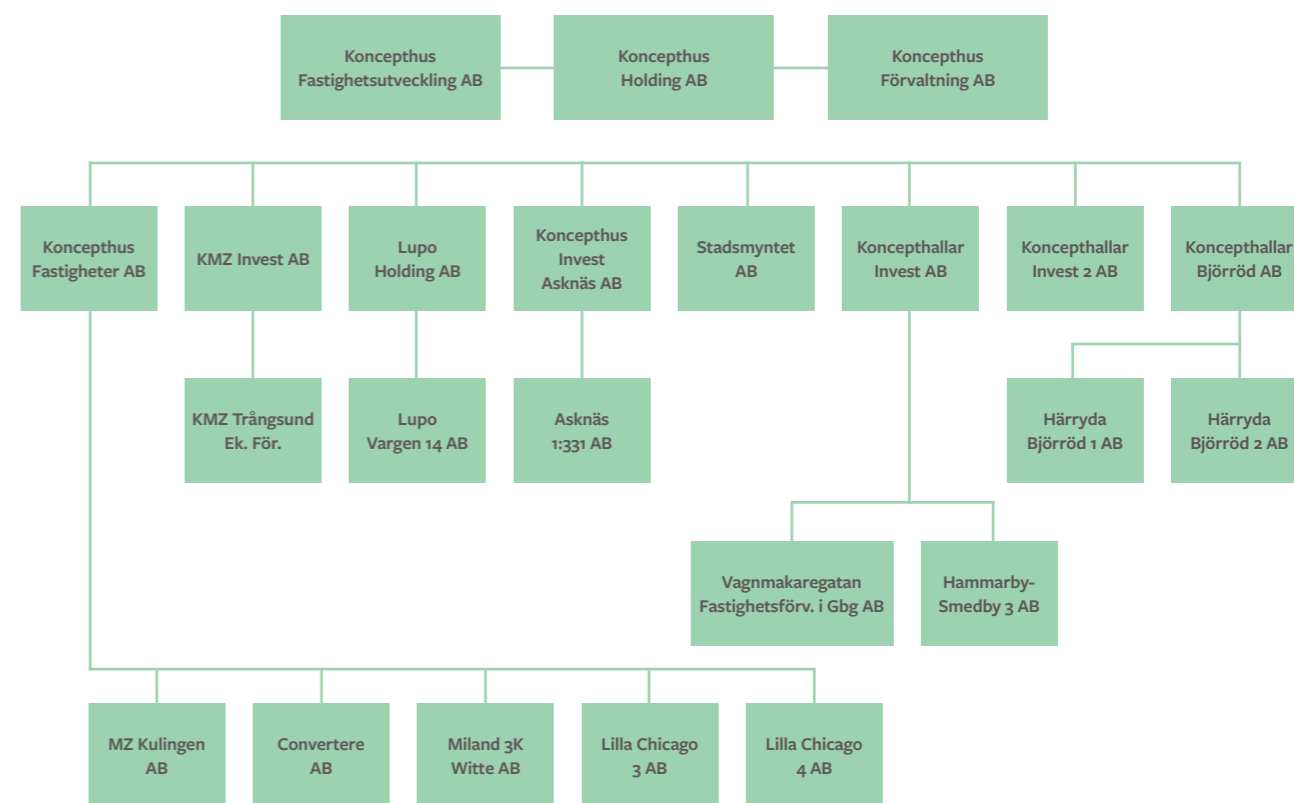 Koncepthus
Fastighetsutveckling AB
Koncepthus
Holding AB
Koncepthus
Förvaltning AB
Koncepthus
Fastigheter AB
KMZ Invest AB
Lupo
Holding AB
Koncepthus
Invest
Asknäs AB
Stadsmyntet
AB
Koncepthallar
Invest AB
Koncepthallar
Invest 2 AB
Koncepthallar
Björröd AB
KMZ Trångsund
Ek. För.
Lupo
Vargen 14 AB
Asknäs
1:331 AB
Härryda
Björröd 1 AB
Härryda
Björröd 2 AB
Vagnmakaregatan
Fastighetsförv. i Gbg AB
Hammarby-
Smedby 3 AB
MZ Kulingen
AB
Convertere
AB
Miland 3K
Witte AB
Lilla Chicago
3 AB
Lilla Chicago
4 AB